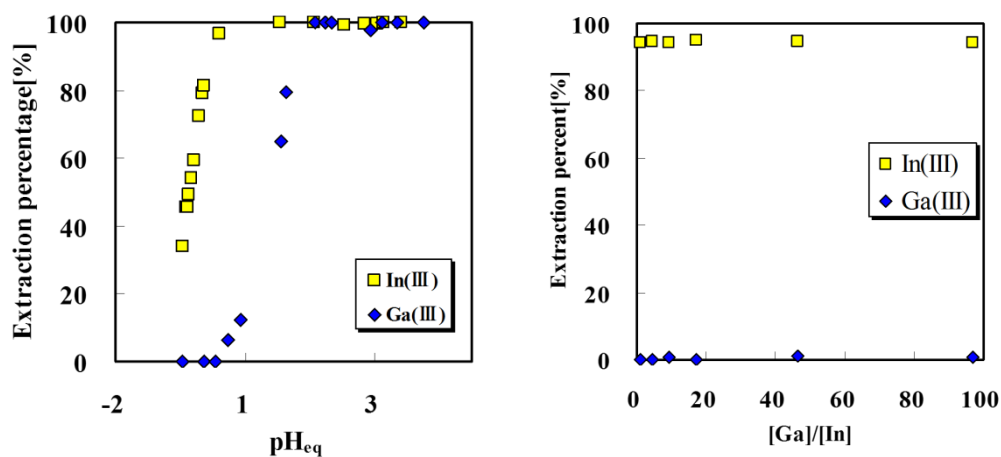 Extraction percentage[%]
100
80
60
40
20
0
-2
1
3
pHeq
In(Ⅲ)
Ga(Ⅲ)
Extraction percent[%]
100
80
60
40
20
0
0
20
40
60
80
100
[Ga]/[In]
In(III)
Ga(III)